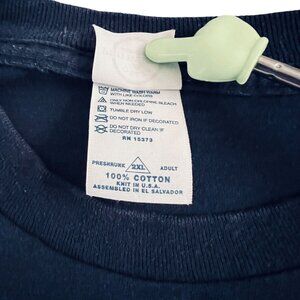 MACHINE WASH WARM
WITH LIKE COLORS
ONLY NON-CHLORINE BLEACH
WHEN NEEDED
TUMBLE DRY LOW
DO NOT IRON IF DECORATED
DO NOT DRY CLEAN IF
DECORATED
RN 15373
PRESHRUNK 2XL ADULT
100% COTTON
KNIT IN U.S.A.
ASSEMBLED IN EL SALVADOR